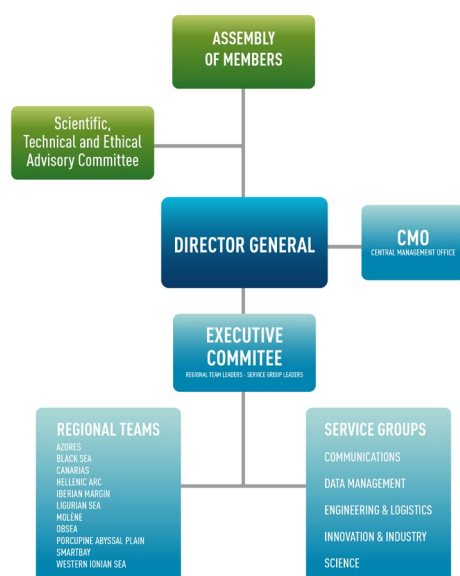 ASSEMBLY
OF MEMBERS
Scientific,
Technical and Ethical
Advisory Committee
DIRECTOR GENERAL
CMO
CENTRAL MANAGEMENT OFFICE
EXECUTIVE
COMMITEE
REGIONAL TEAM LEADERS - SERVICE GROUP LEADERS
REGIONAL TEAMS
AZORES
BLACK SEA
CANARIAS
HELLENIC ARC
IBERIAN MARGIN
LIGURIAN SEA
MOLÈNE
OBSEA
PORCUPINE ABYSSAL PLAIN
SMARTBAY
WESTERN IONIAN SEA
SERVICE GROUPS
COMMUNICATIONS
DATA MANAGEMENT
ENGINEERING & LOGISTICS
INNOVATION & INDUSTRY
SCIENCE